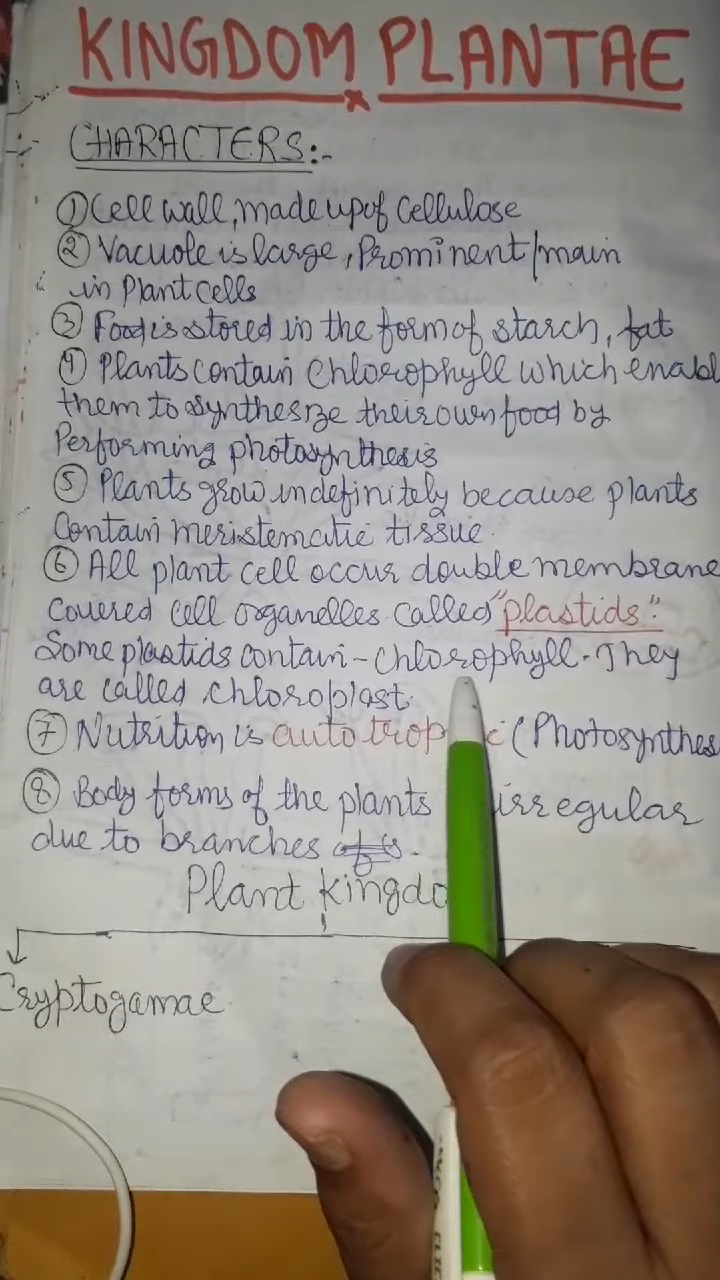 KINGDOM PLANTAE
CHARACTERS:-
① Cell wall, made up of Cellulose
② Vacuole is large, Prominent/main
in Plant cells
③ Food is stored in the form of starch, fat
④ Plants contain Chlorophyll which enabl
them to synthesize their own food by
Performing photosynthesis
⑤ Plants grow indefinitely because plants
contain meristematic tissue.
⑥ All plant cell occur double membrane
covered cell organelles called "plastids".
Some plastids contain - chlorophyll. They
are called chloroplast.
⑦ Nutrition is auto trop c (Photosynthes
⑧ Body forms of the plants irregular
due to branches
Plant kingdo
Cryptogamae